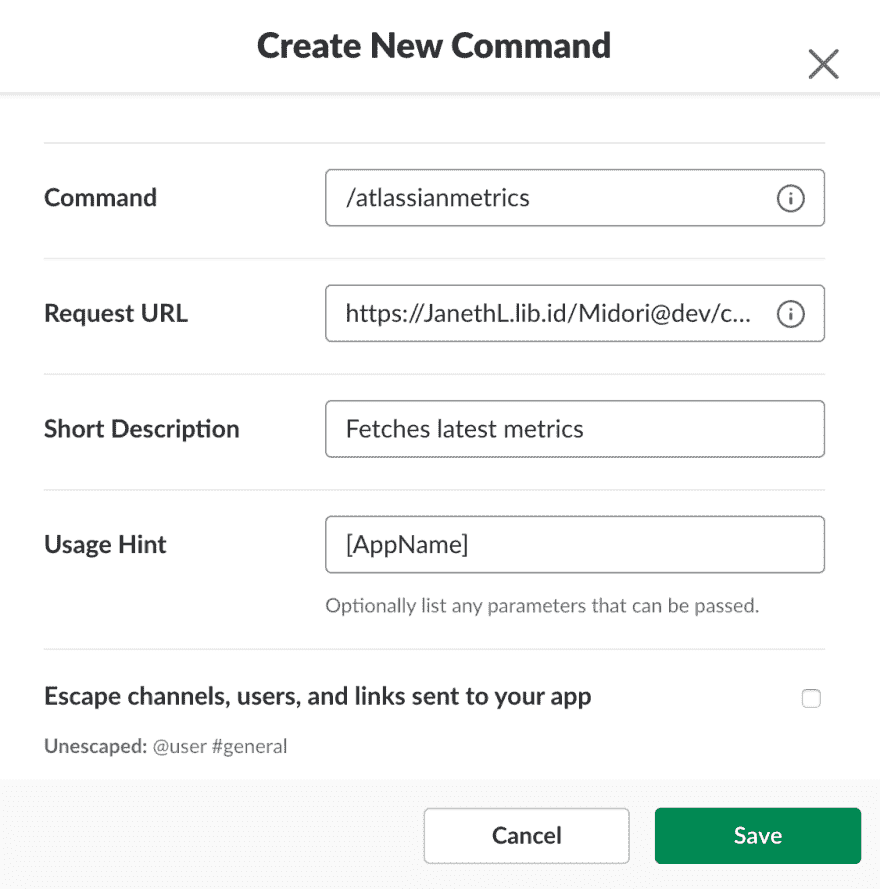 Create New Command
Command
/atlassianmetrics
Request URL
https://JanethL.lib.id/Midori@dev/c...
Short Description
Fetches latest metrics
Usage Hint
[AppName]
Optionally list any parameters that can be passed.
Escape channels, users, and links sent to your app
Unescaped: @user #general
Cancel
Save